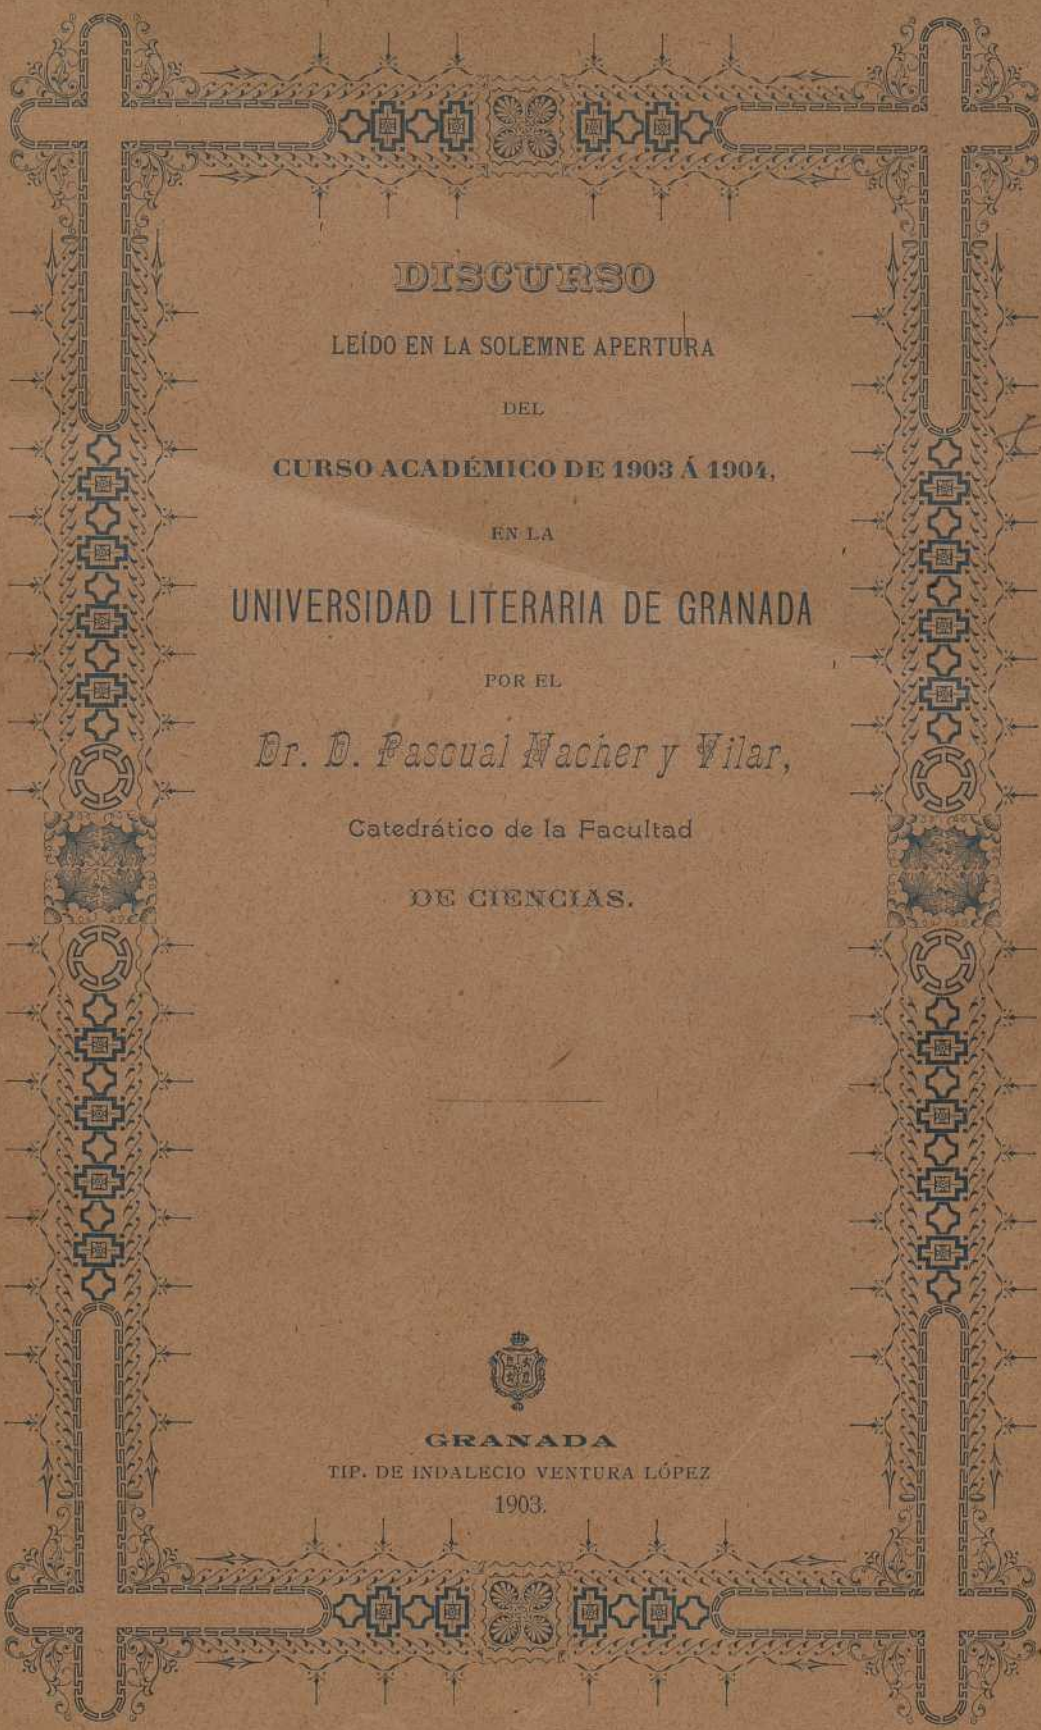 DISCURSO
LEÍDO EN LA SOLEMNE APERTURA
DEL
CURSO ACADÉMICO DE 1903 Á 1904,
EN LA
UNIVERSIDAD LITERARIA DE GRANADA
POR EL
Dr. D. Pascual Nacher y Vilar,
Catedrático de la Facultad
DE CIENCIAS.
GRANADA
TIP. DE INDALECIO VENTURA LÓPEZ
1903.